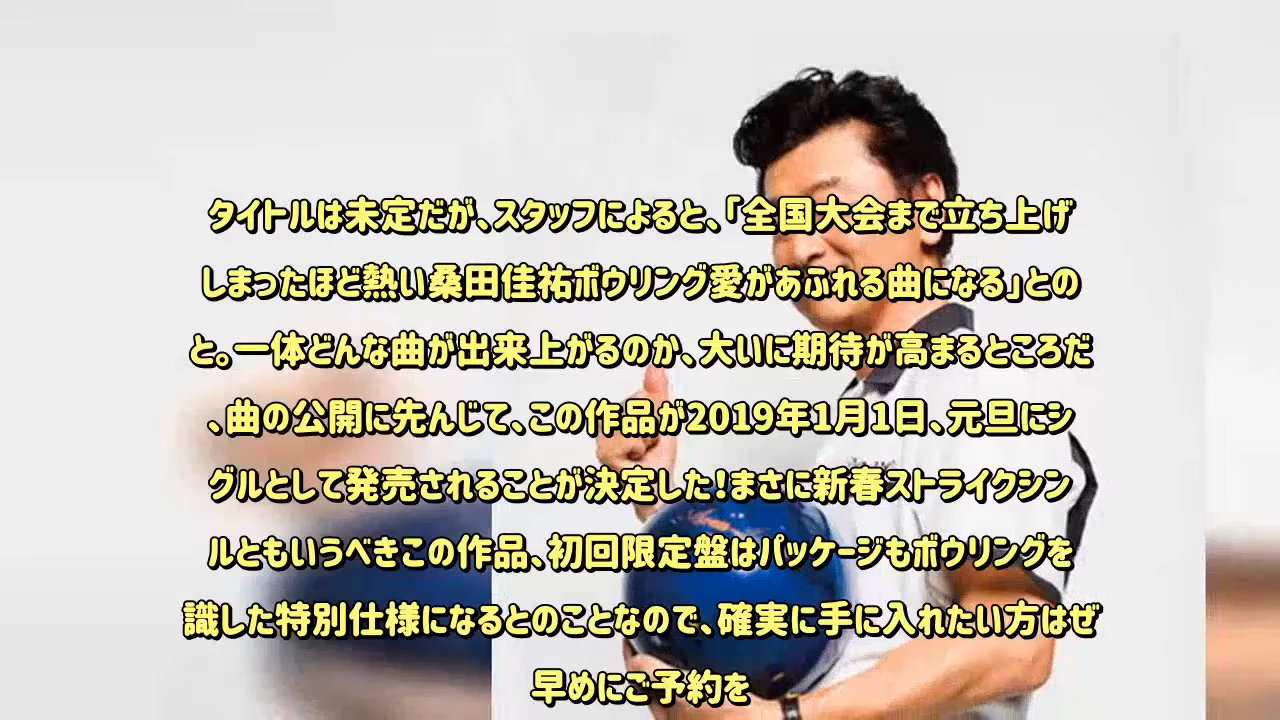 タイトルは未定だが、スタッフによると、「全国大会まで立ち上げ
しまったほど熱い桑田佳祐ボウリング愛があふれる曲になる」との
と。一体どんな曲が出来上がるのか、大いに期待が高まるところだ
、曲の公開に先んじて、この作品が2019年1月1日、元旦にシ
グルとして発売されることが決定した！まさに新春ストライクシン
ルともいうべきこの作品、初回限定盤はパッケージもボウリングを
識した特別仕様になるとのことなので、確実に手に入れたい方はぜ
早めにご予約を